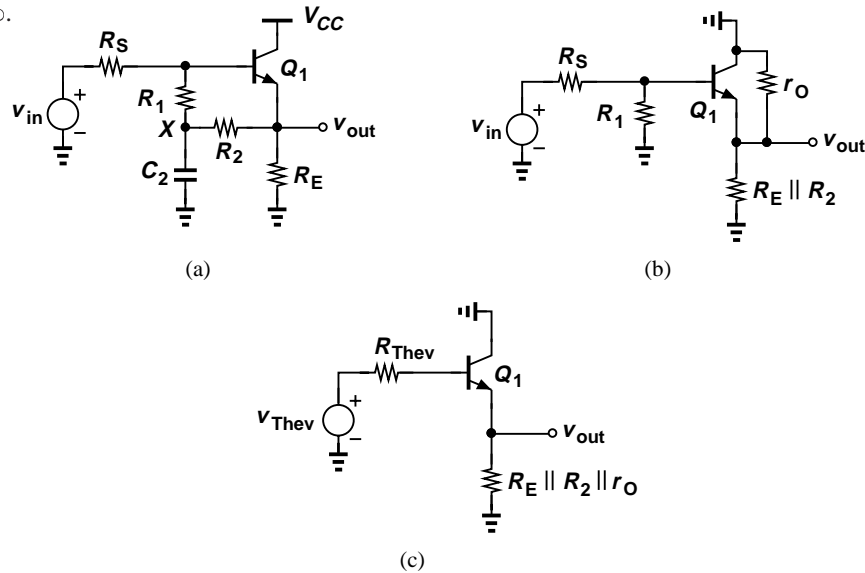 V_CC
R_S
Q_1
v_in
+
−
R_1
X
R_2
v_out
C_2
R_E
(a)
R_S
v_in
+
−
R_1
Q_1
r_O
v_out
R_E || R_2
(b)
R_Thev
Q_1
v_Thev
+
−
v_out
R_E || R_2 || r_O
(c)